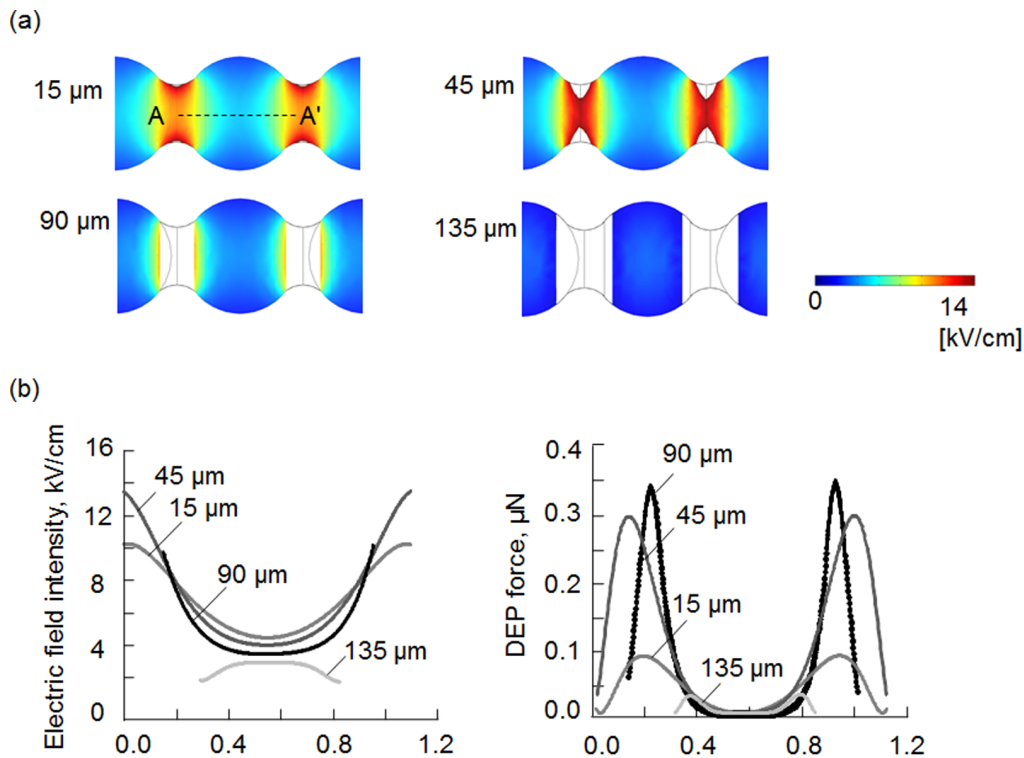 (a)
15 µm
A
A'
45 µm
90 µm
135 µm
0
14
[kV/cm]
(b)
Electric field intensity, kV/cm
16
12
8
4
0
45 µm
15 µm
90 µm
135 µm
0.0
0.4
0.8
1.2
DEP force, µN
0.4
0.3
0.2
0.1
0.0
90 µm
45 µm
15 µm
135 µm
0.0
0.4
0.8
1.2